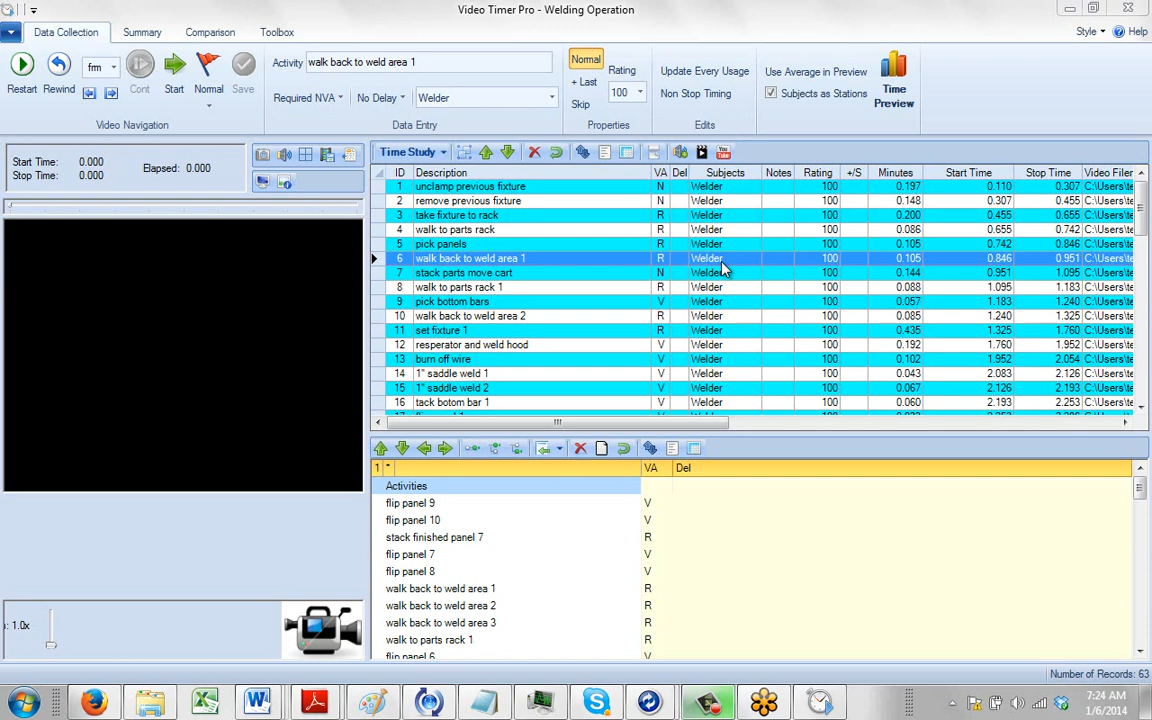 Video Timer Pro - Welding Operation
Data Collection Summary Comparison Toolbox Style Help
Restart Rewind frm Cont Start Normal Save
Video Navigation
Activity walk back to weld area 1
Required NVA No Delay Welder
Data Entry
Normal
+ Last
Skip
Rating
100
Properties
Update Every Usage
Non Stop Timing
Edits
Use Average in Preview
Subjects as Stations
Time Preview
Start Time: 0.000
Stop Time: 0.000
Elapsed: 0.000
Time Study
You Tube
ID Description VA Del Subjects Notes Rating +/S Minutes Start Time Stop Time Video Filer
1 unclamp previous fixture N Welder 100 0.197 0.110 0.307 C:\Users\te
2 remove previous fixture N Welder 100 0.148 0.307 0.455 C:\Users\te
3 take fixture to rack R Welder 100 0.200 0.455 0.655 C:\Users\te
4 walk to parts rack R Welder 100 0.086 0.655 0.742 C:\Users\te
5 pick panels R Welder 100 0.105 0.742 0.846 C:\Users\te
6 walk back to weld area 1 R Welder 100 0.105 0.846 0.951 C:\Users\te
7 stack parts move cart N Welder 100 0.144 0.951 1.095 C:\Users\te
8 walk to parts rack 1 R Welder 100 0.088 1.095 1.183 C:\Users\te
9 pick bottom bars V Welder 100 0.057 1.183 1.240 C:\Users\te
10 walk back to weld area 2 R Welder 100 0.085 1.240 1.325 C:\Users\te
11 set fixture 1 R Welder 100 0.435 1.325 1.760 C:\Users\te
12 resperator and weld hood V Welder 100 0.192 1.760 1.952 C:\Users\te
13 burn off wire V Welder 100 0.102 1.952 2.054 C:\Users\te
14 1" saddle weld 1 V Welder 100 0.043 2.083 2.126 C:\Users\te
15 1" saddle weld 2 V Welder 100 0.067 2.126 2.193 C:\Users\te
16 tack botom bar 1 V Welder 100 0.060 2.193 2.253 C:\Users\te
1 * VA Del
Activities
flip panel 9 V
flip panel 10 V
stack finished panel 7 R
flip panel 7 V
flip panel 8 V
walk back to weld area 1 R
walk back to weld area 2 R
walk back to weld area 3 R
walk to parts rack 1 R
flip panel 6 V
: 1.0x
Number of Records: 63
7:24 AM
1/6/2014